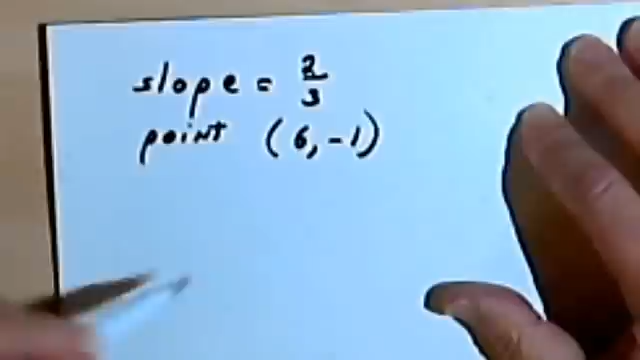 slope = 2/3
point (6, -1)